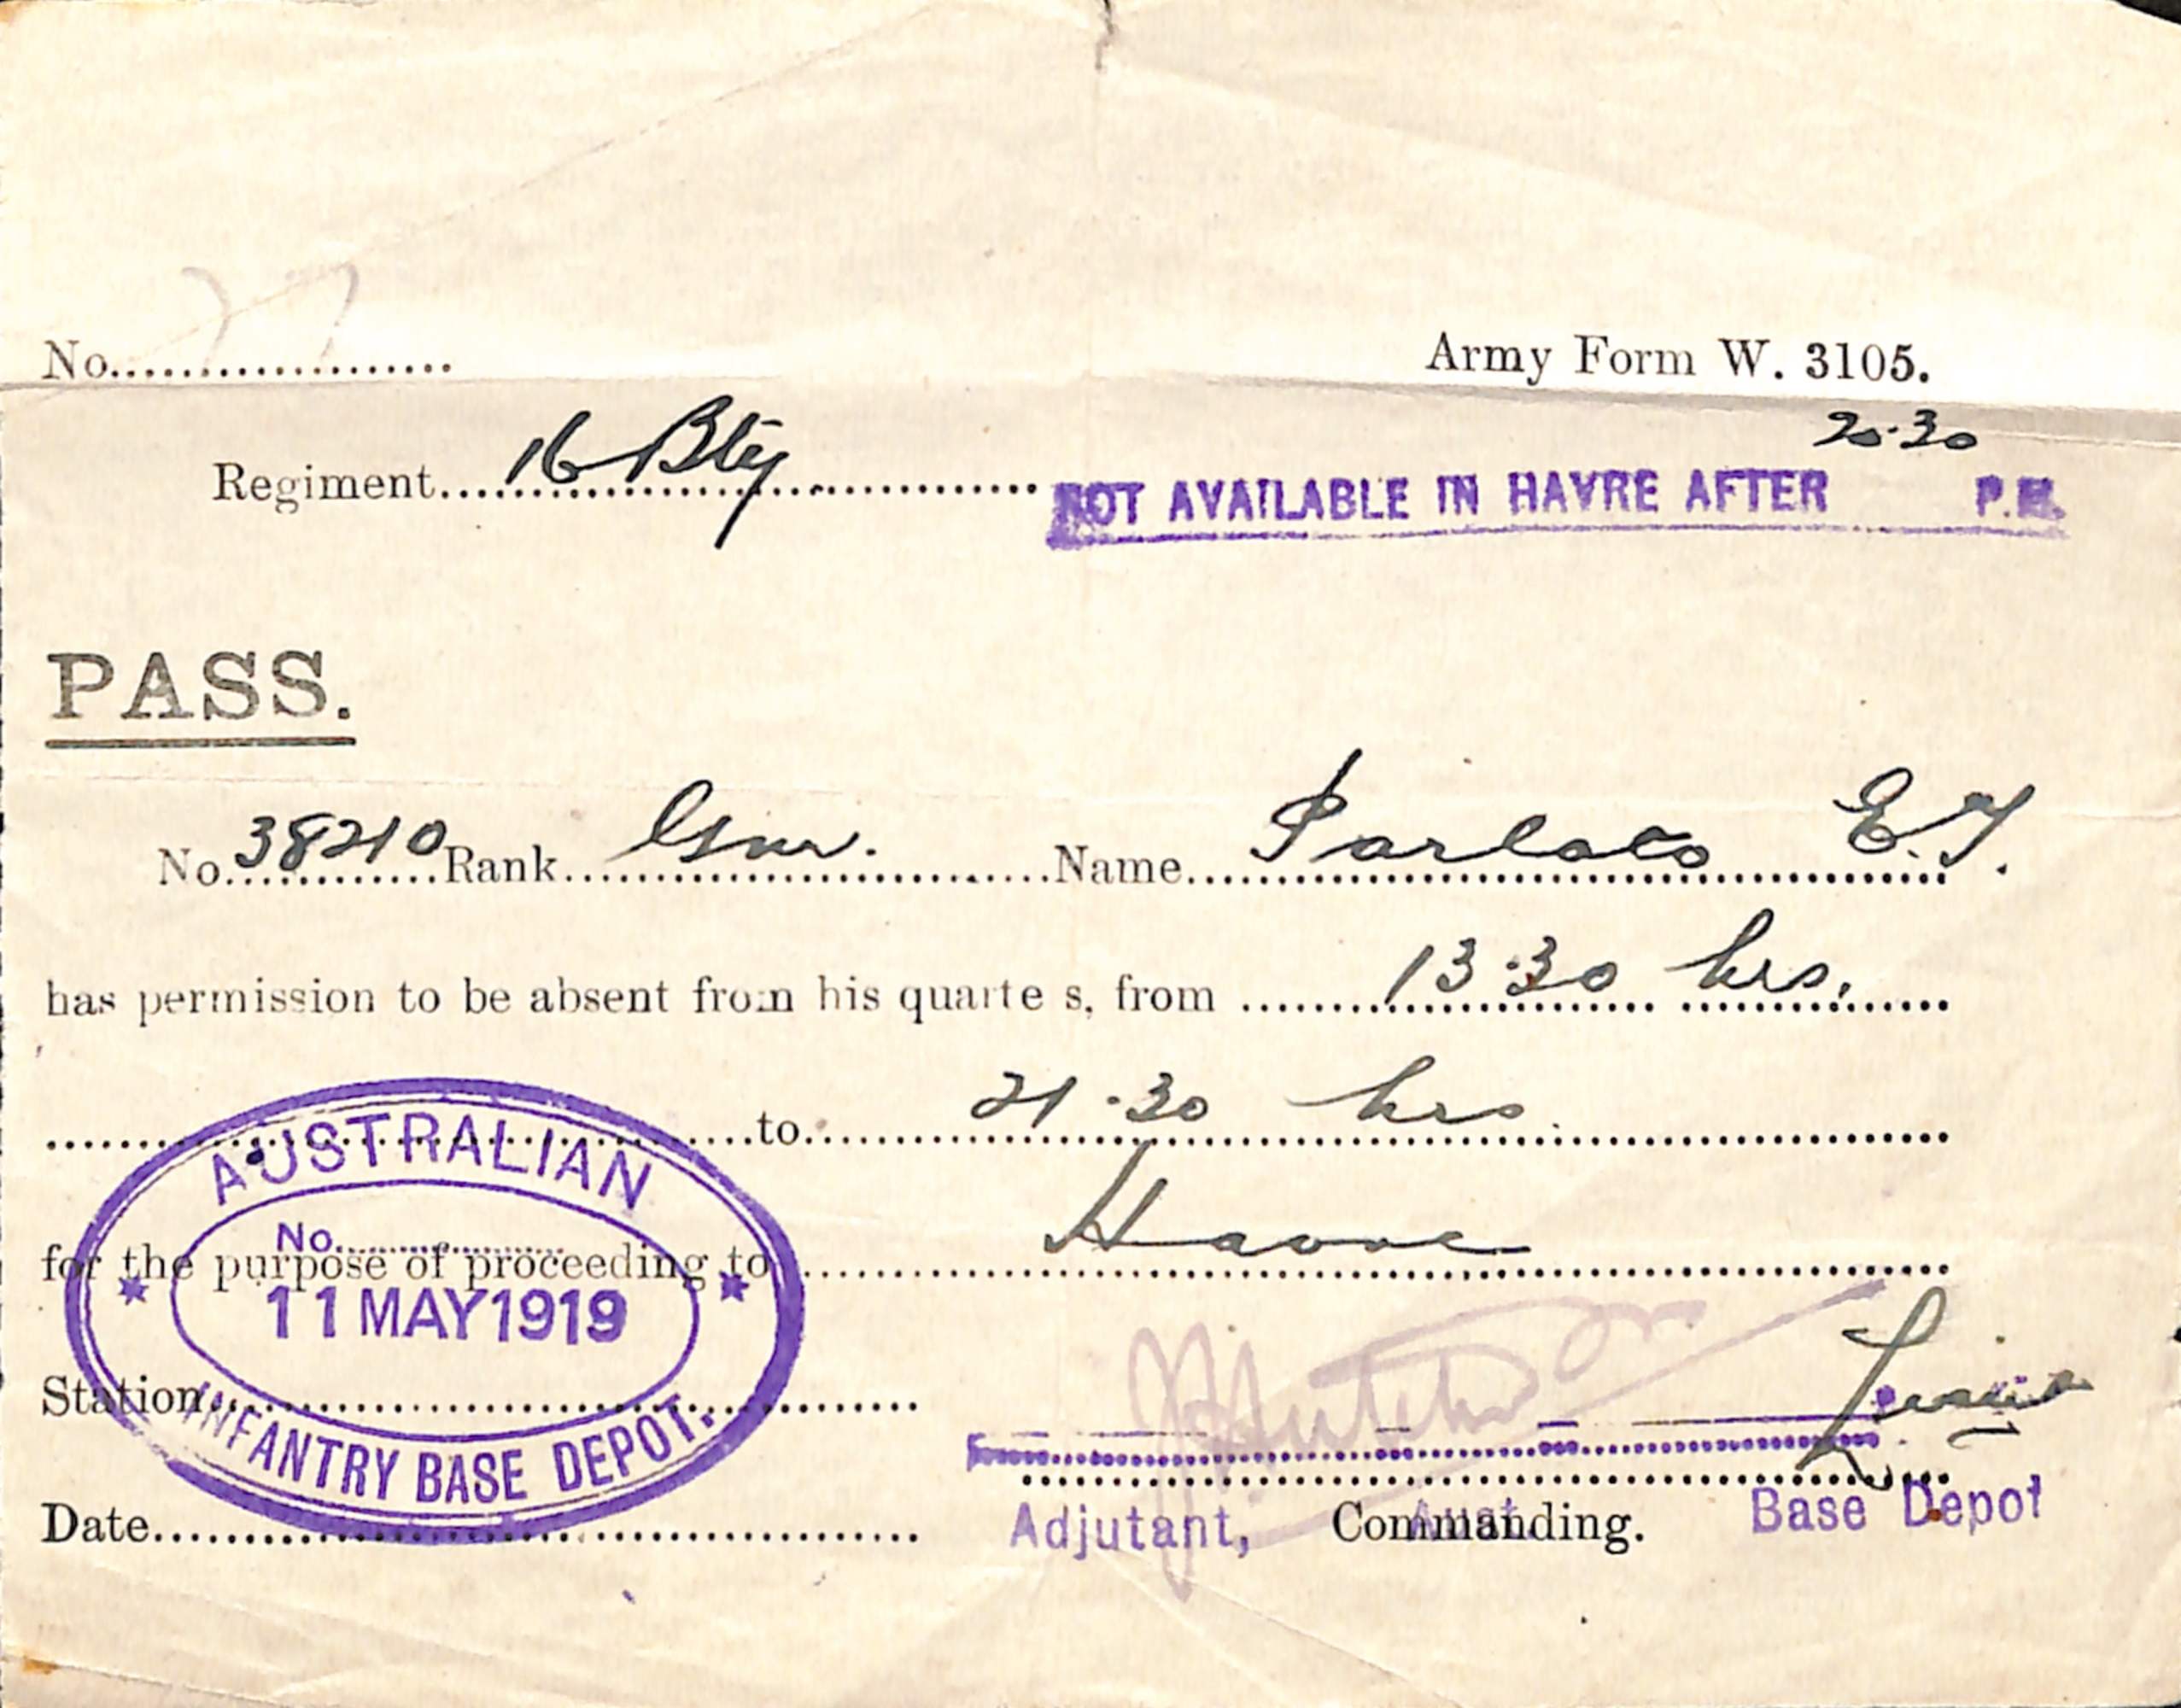 No....................
Army Form W. 3105.
20.30
Regiment 16 Bty
NOT AVAILABLE IN HAVRE AFTER P.M.
PASS.
No. 38210 Rank Gnr. Name Parlato E.T.
has permission to be absent from his quarte s, from 13.30 hrs.
to 21.30 hrs.
for the purpose of proceeding to Havre
AUSTRALIAN
No.
11 MAY 1919
INFANTRY BASE DEPOT.
Station
Date
Adjutant, Commanding. Aust. Base Depot